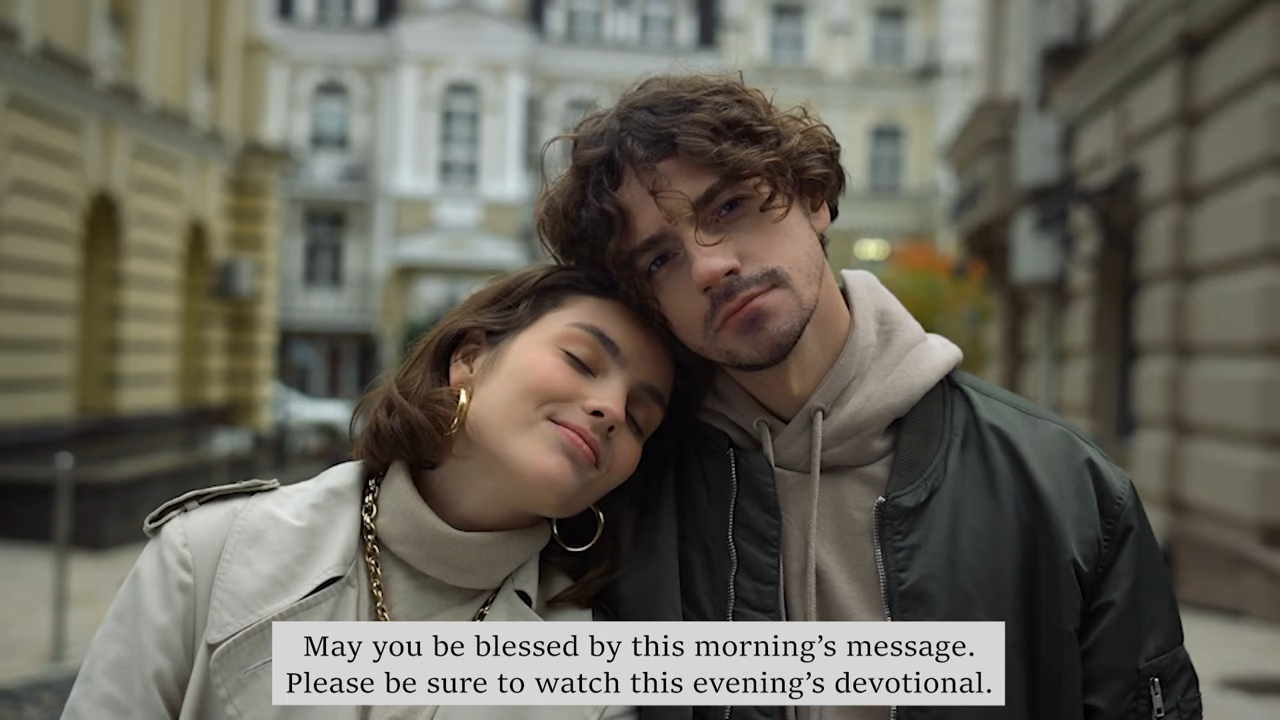 May you be blessed by this morning’s message.
Please be sure to watch this evening’s devotional.